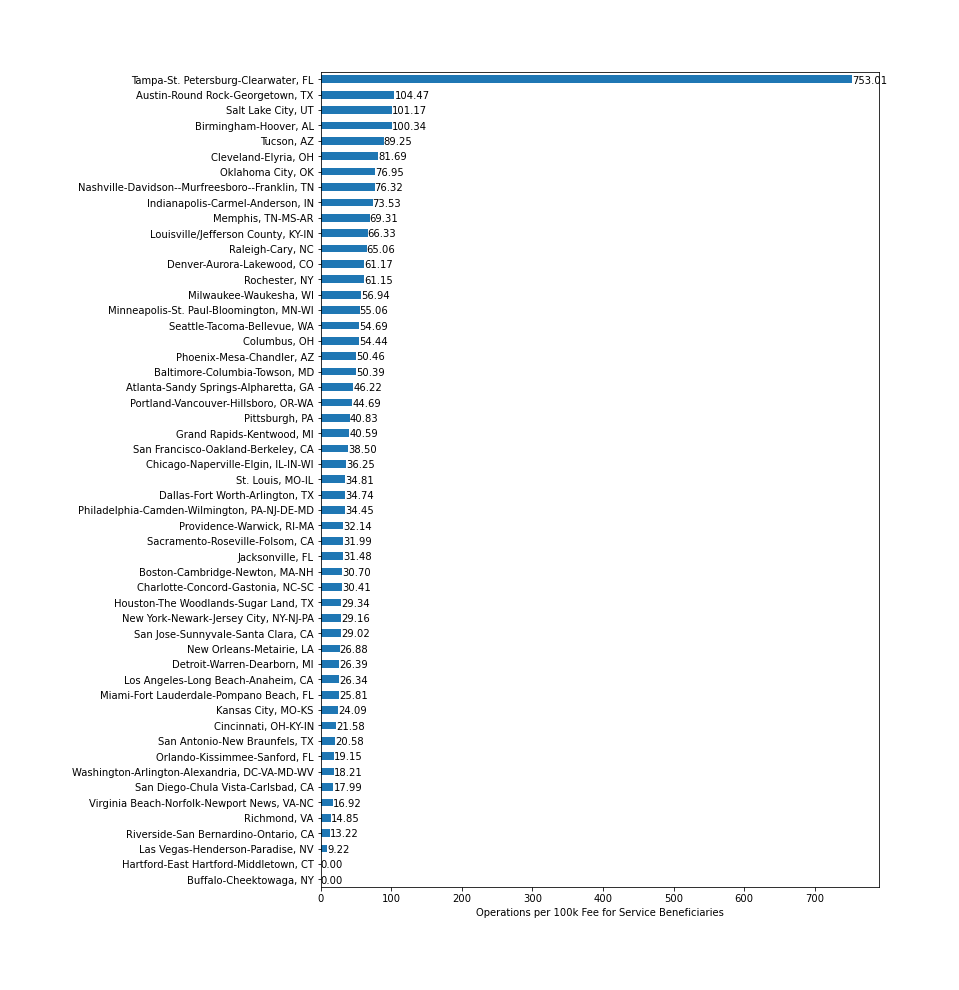 Tampa-St. Petersburg-Clearwater, FL 753.01
Austin-Round Rock-Georgetown, TX 104.47
Salt Lake City, UT 101.17
Birmingham-Hoover, AL 100.34
Tucson, AZ 89.25
Cleveland-Elyria, OH 81.69
Oklahoma City, OK 76.95
Nashville-Davidson--Murfreesboro--Franklin, TN 76.32
Indianapolis-Carmel-Anderson, IN 73.53
Memphis, TN-MS-AR 69.31
Louisville/Jefferson County, KY-IN 66.33
Raleigh-Cary, NC 65.06
Denver-Aurora-Lakewood, CO 61.17
Rochester, NY 61.15
Milwaukee-Waukesha, WI 56.94
Minneapolis-St. Paul-Bloomington, MN-WI 55.06
Seattle-Tacoma-Bellevue, WA 54.69
Columbus, OH 54.44
Phoenix-Mesa-Chandler, AZ 50.46
Baltimore-Columbia-Towson, MD 50.39
Atlanta-Sandy Springs-Alpharetta, GA 46.22
Portland-Vancouver-Hillsboro, OR-WA 44.69
Pittsburgh, PA 40.83
Grand Rapids-Kentwood, MI 40.59
San Francisco-Oakland-Berkeley, CA 38.50
Chicago-Naperville-Elgin, IL-IN-WI 36.25
St. Louis, MO-IL 34.81
Dallas-Fort Worth-Arlington, TX 34.74
Philadelphia-Camden-Wilmington, PA-NJ-DE-MD 34.45
Providence-Warwick, RI-MA 32.14
Sacramento-Roseville-Folsom, CA 31.99
Jacksonville, FL 31.48
Boston-Cambridge-Newton, MA-NH 30.70
Charlotte-Concord-Gastonia, NC-SC 30.41
Houston-The Woodlands-Sugar Land, TX 29.34
New York-Newark-Jersey City, NY-NJ-PA 29.16
San Jose-Sunnyvale-Santa Clara, CA 29.02
New Orleans-Metairie, LA 26.88
Detroit-Warren-Dearborn, MI 26.39
Los Angeles-Long Beach-Anaheim, CA 26.34
Miami-Fort Lauderdale-Pompano Beach, FL 25.81
Kansas City, MO-KS 24.09
Cincinnati, OH-KY-IN 21.58
San Antonio-New Braunfels, TX 20.58
Orlando-Kissimmee-Sanford, FL 19.15
Washington-Arlington-Alexandria, DC-VA-MD-WV 18.21
San Diego-Chula Vista-Carlsbad, CA 17.99
Virginia Beach-Norfolk-Newport News, VA-NC 16.92
Richmond, VA 14.85
Riverside-San Bernardino-Ontario, CA 13.22
Las Vegas-Henderson-Paradise, NV 9.22
Hartford-East Hartford-Middletown, CT 0.00
Buffalo-Cheektowaga, NY 0.00
0 100 200 300 400 500 600 700
Operations per 100k Fee for Service Beneficiaries